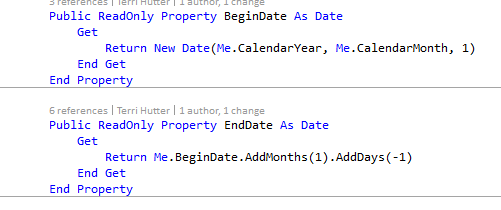 3 references | Terri Hutter | 1 author, 1 change
Public ReadOnly Property BeginDate As Date
Get
Return New Date(Me.CalendarYear, Me.CalendarMonth, 1)
End Get
End Property
6 references | Terri Hutter | 1 author, 1 change
Public ReadOnly Property EndDate As Date
Get
Return Me.BeginDate.AddMonths(1).AddDays(-1)
End Get
End Property